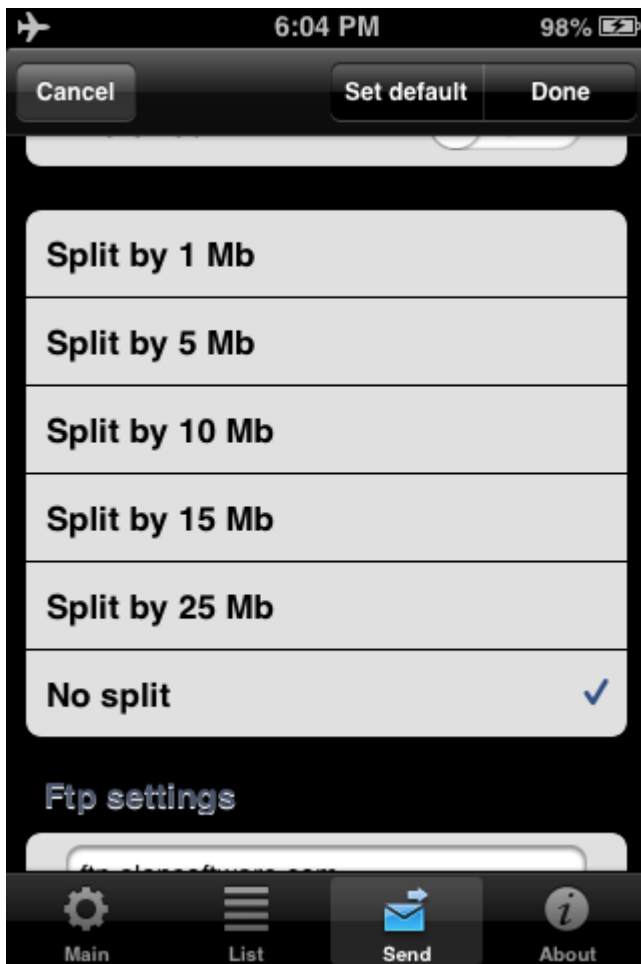 6:04 PM 98%
Cancel Set default Done
Split by 1 Mb
Split by 5 Mb
Split by 10 Mb
Split by 15 Mb
Split by 25 Mb
No split
Ftp settings
Main List Send About